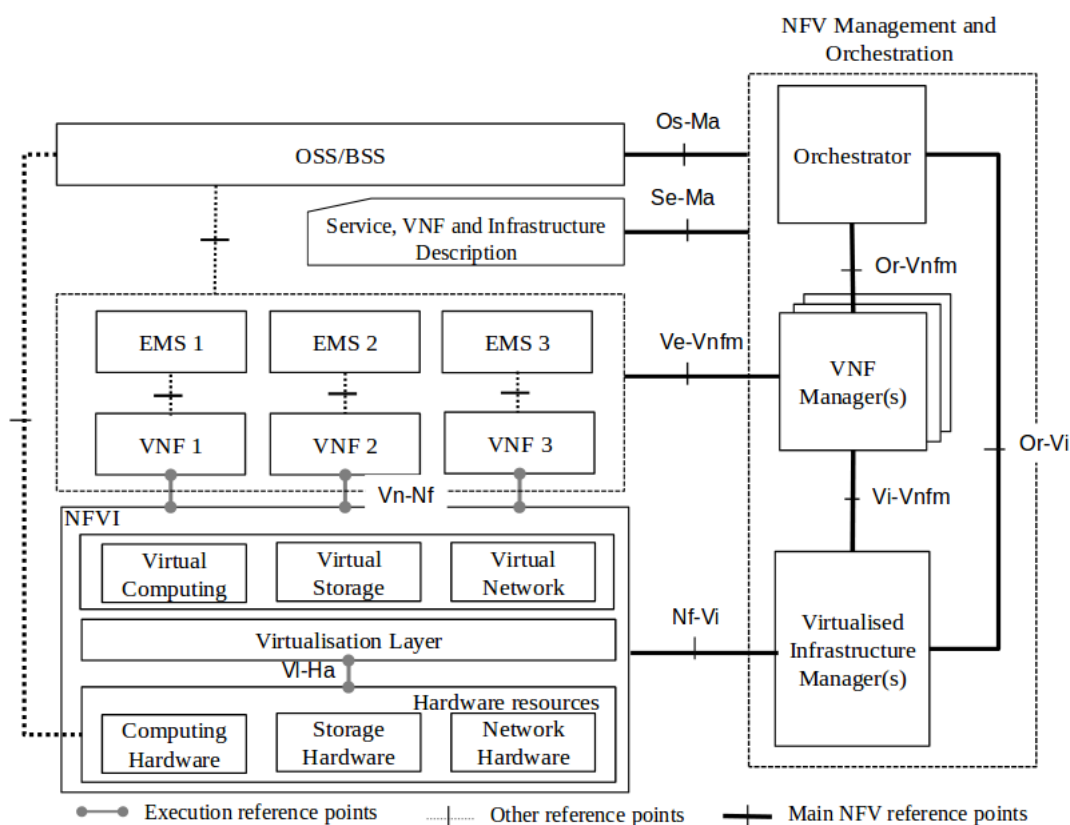 NFV Management and
Orchestration
Os-Ma
OSS/BSS
Orchestrator
Se-Ma
Service, VNF and Infrastructure
Description
Or-Vnfm
EMS 1
EMS 2
EMS 3
Ve-Vnfm
VNF
Manager(s)
VNF 1
VNF 2
VNF 3
Or-Vi
Vn-Nf
Vi-Vnfm
NFVI
Virtual
Computing
Virtual
Storage
Virtual
Network
Nf-Vi
Virtualised
Infrastructure
Manager(s)
Virtualisation Layer
Vl-Ha
Hardware resources
Computing
Hardware
Storage
Hardware
Network
Hardware
Execution reference points
Other reference points
Main NFV reference points